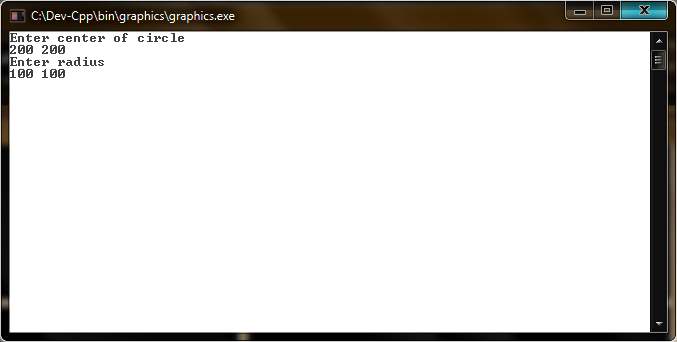 C:\Dev-Cpp\bin\graphics\graphics.exe
Enter center of circle
200 200
Enter radius
100 100